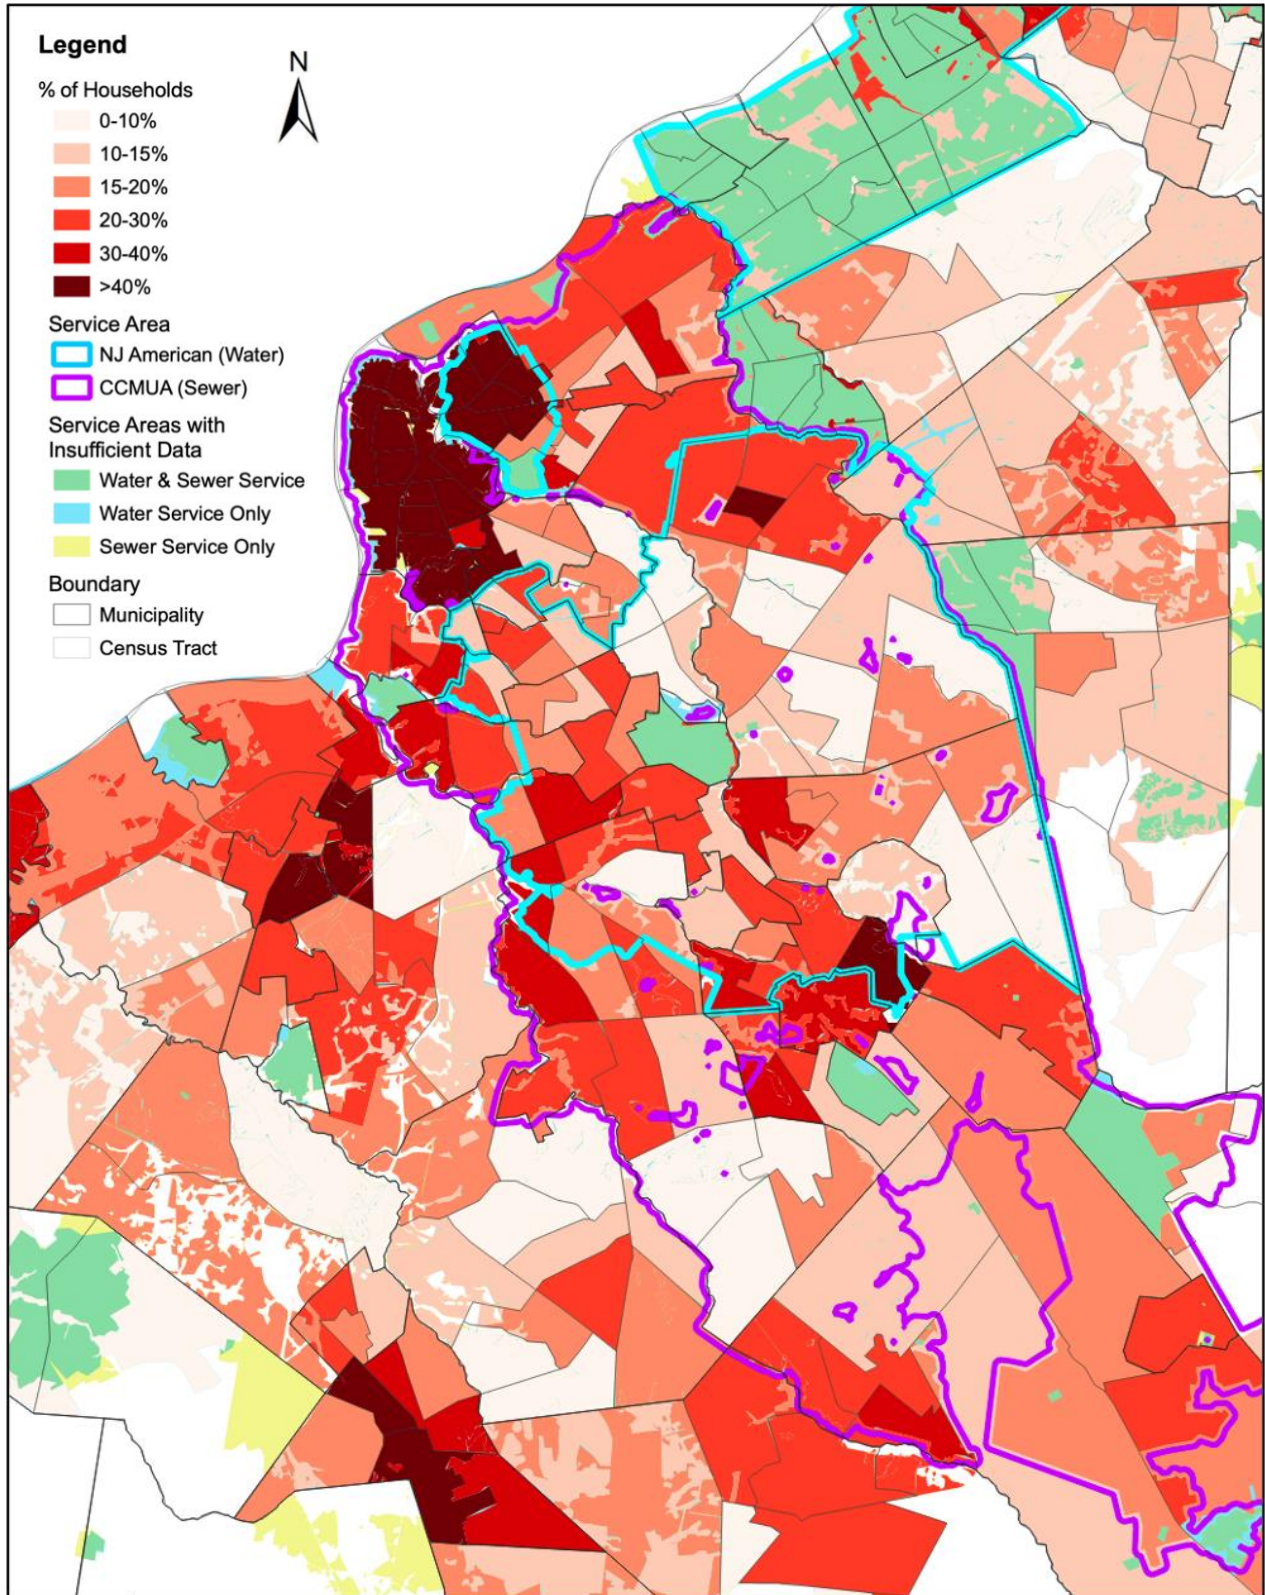 Legend
N
% of Households
0-10%
10-15%
15-20%
20-30%
30-40%
>40%
Service Area
NJ American (Water)
CCMUA (Sewer)
Service Areas with
Insufficient Data
Water & Sewer Service
Water Service Only
Sewer Service Only
Boundary
Municipality
Census Tract